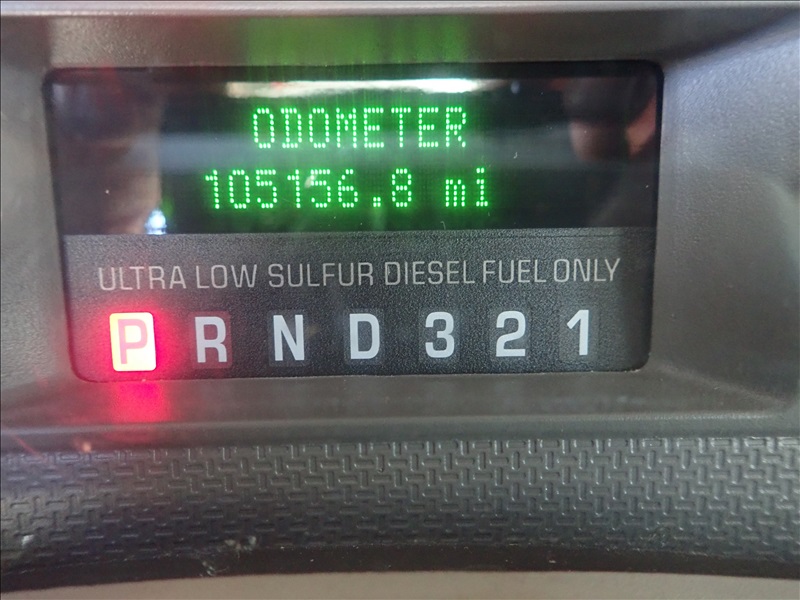 ODOMETER
105156.8 mi
ULTRA LOW SULFUR DIESEL FUEL ONLY
P R N D 3 2 1